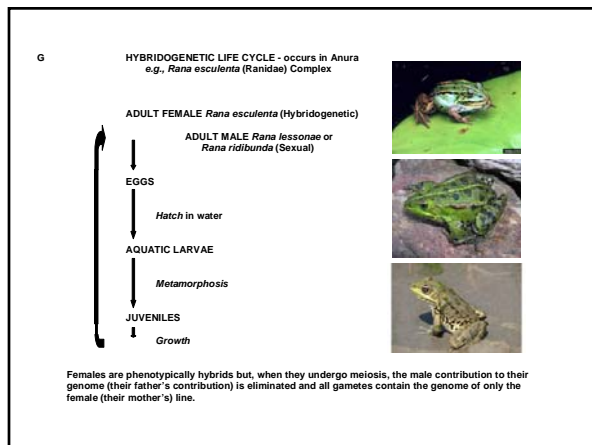 G
HYBRIDOGENETIC LIFE CYCLE - occurs in Anura
e.g., Rana esculenta (Ranidae) Complex
ADULT FEMALE Rana esculenta (Hybridogenetic)
ADULT MALE Rana lessonae or
Rana ridibunda (Sexual)
EGGS
Hatch in water
AQUATIC LARVAE
Metamorphosis
JUVENILES
Growth
Females are phenotypically hybrids but, when they undergo meiosis, the male contribution to their
genome (their father's contribution) is eliminated and all gametes contain the genome of only the
female (their mother's) line.